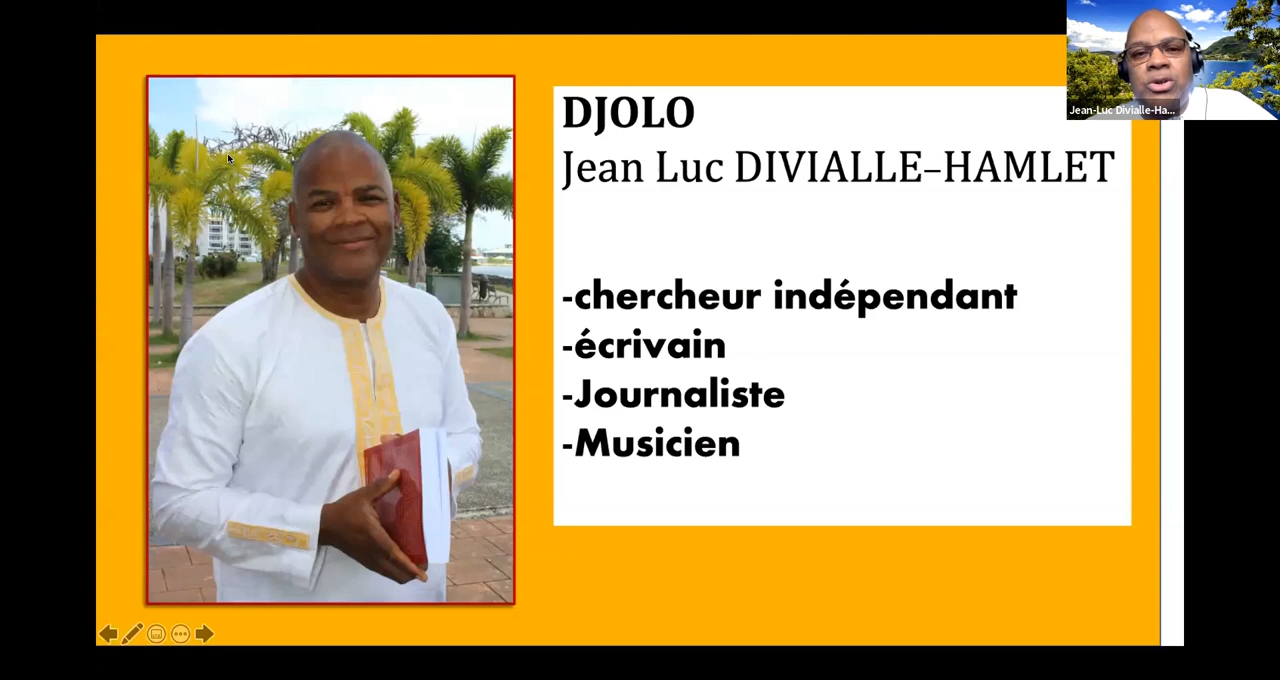 DJOLO
Jean Luc DIVIALLE–HAMLET
-chercheur indépendant
-écrivain
-Journaliste
-Musicien
Jean-Luc Divialle-Ha...